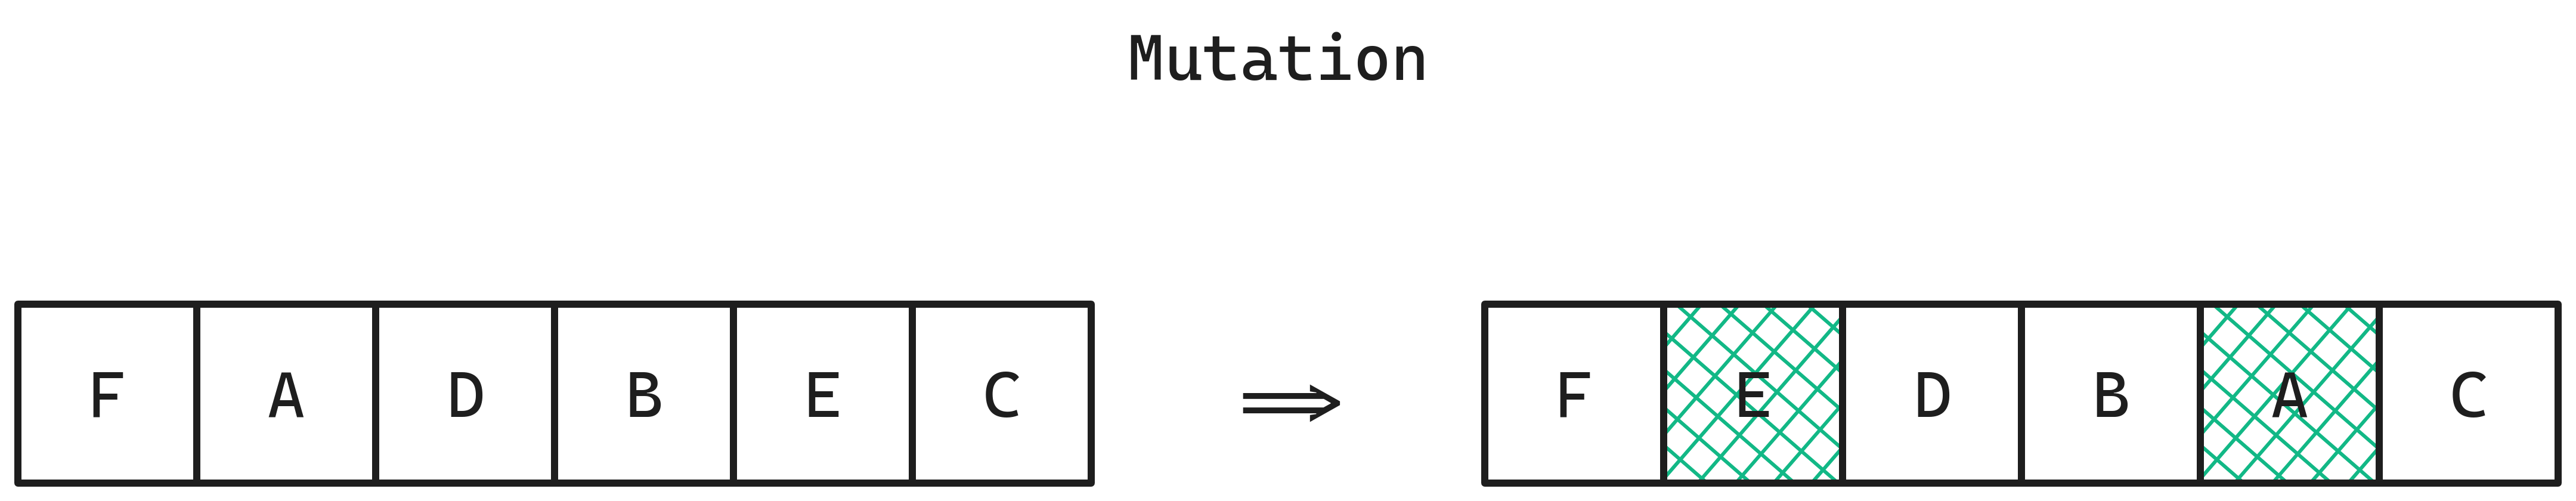 Mutation
F A D B E C ⟹ F E D B A C